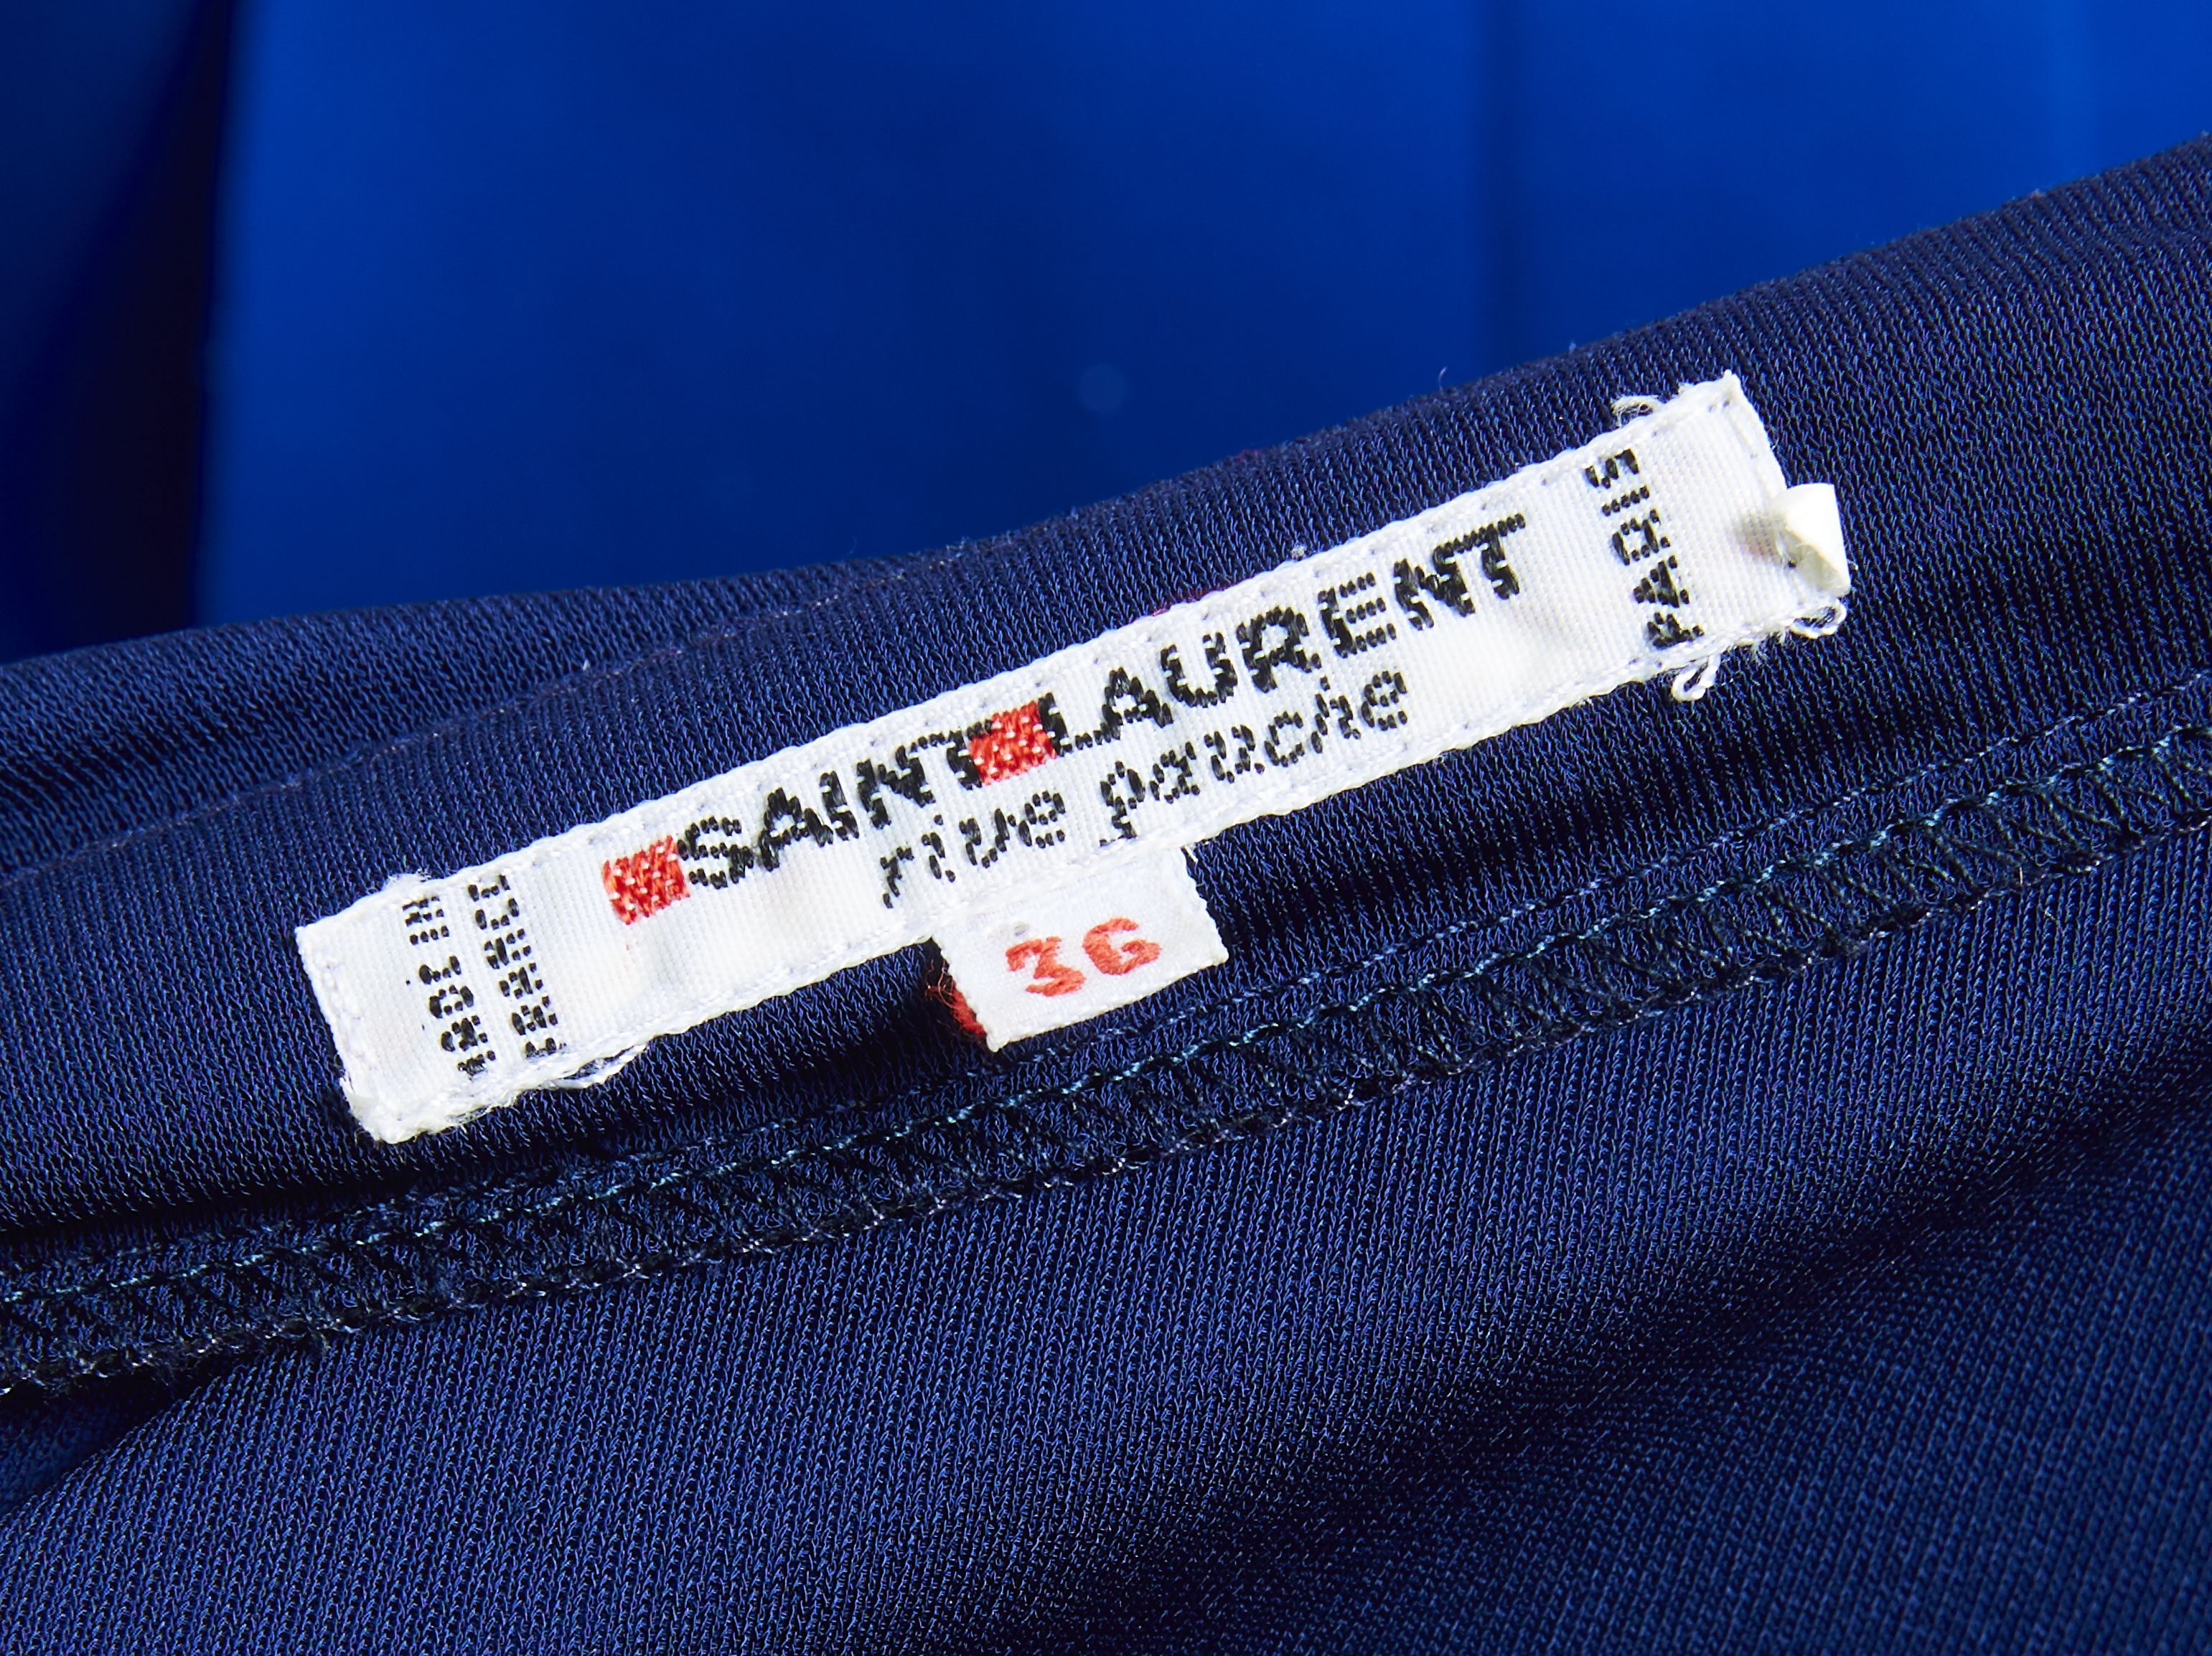 MADE IN
FRANCE
SAINT LAURENT
rive gauche
PARIS
36